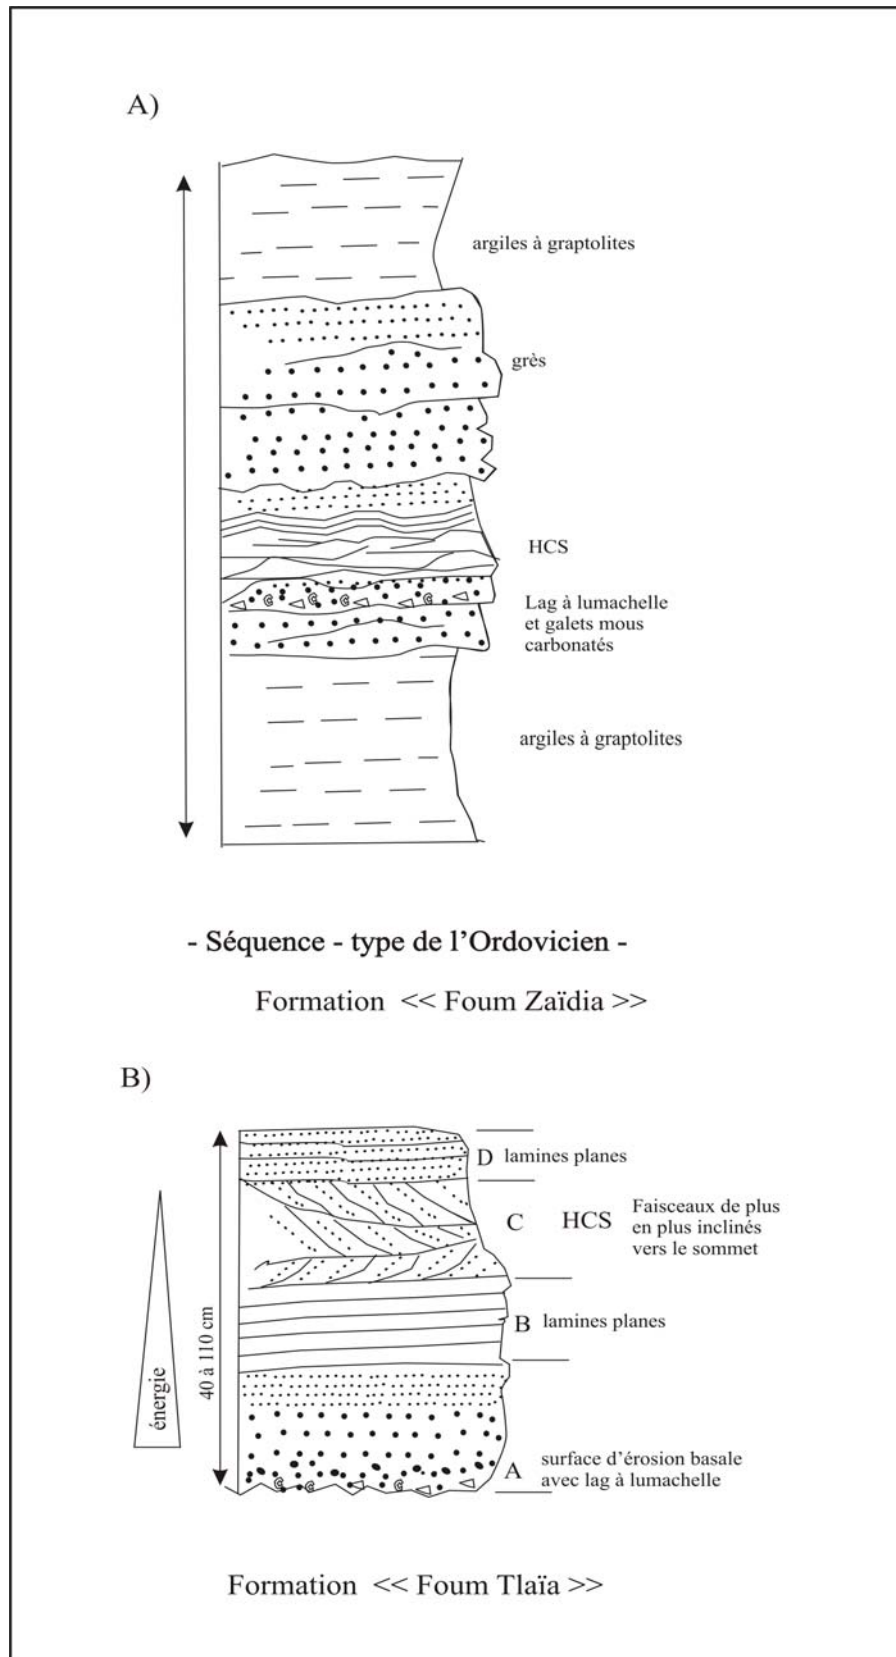 A)
argiles à graptolites
grès
HCS
Lag à lumachelle
et galets mous
carbonatés
argiles à graptolites
- Séquence - type de l'Ordovicien -
Formation << Foum Zaïdia >>
B)
D lamines planes
C HCS
Faisceaux de plus
en plus inclinés
vers le sommet
B lamines planes
A
surface d'érosion basale
avec lag à lumachelle
énergie
40 à 110 cm
Formation << Foum Tlaïa >>